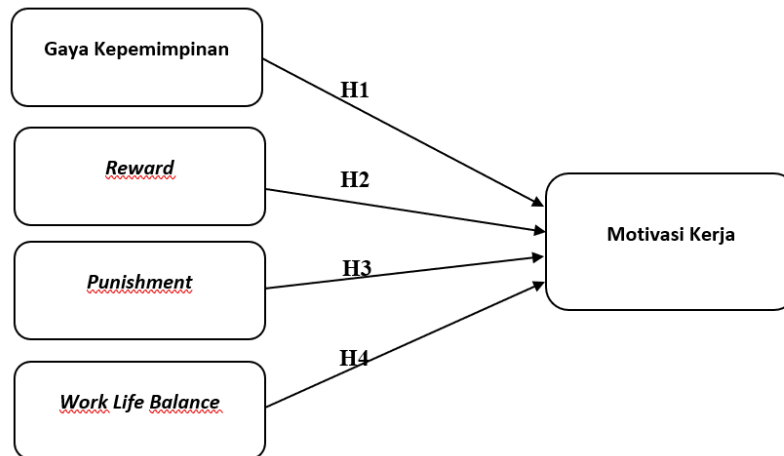 Gaya Kepemimpinan
H1
Reward
H2
Punishment
H3
Work Life Balance
H4
Motivasi Kerja